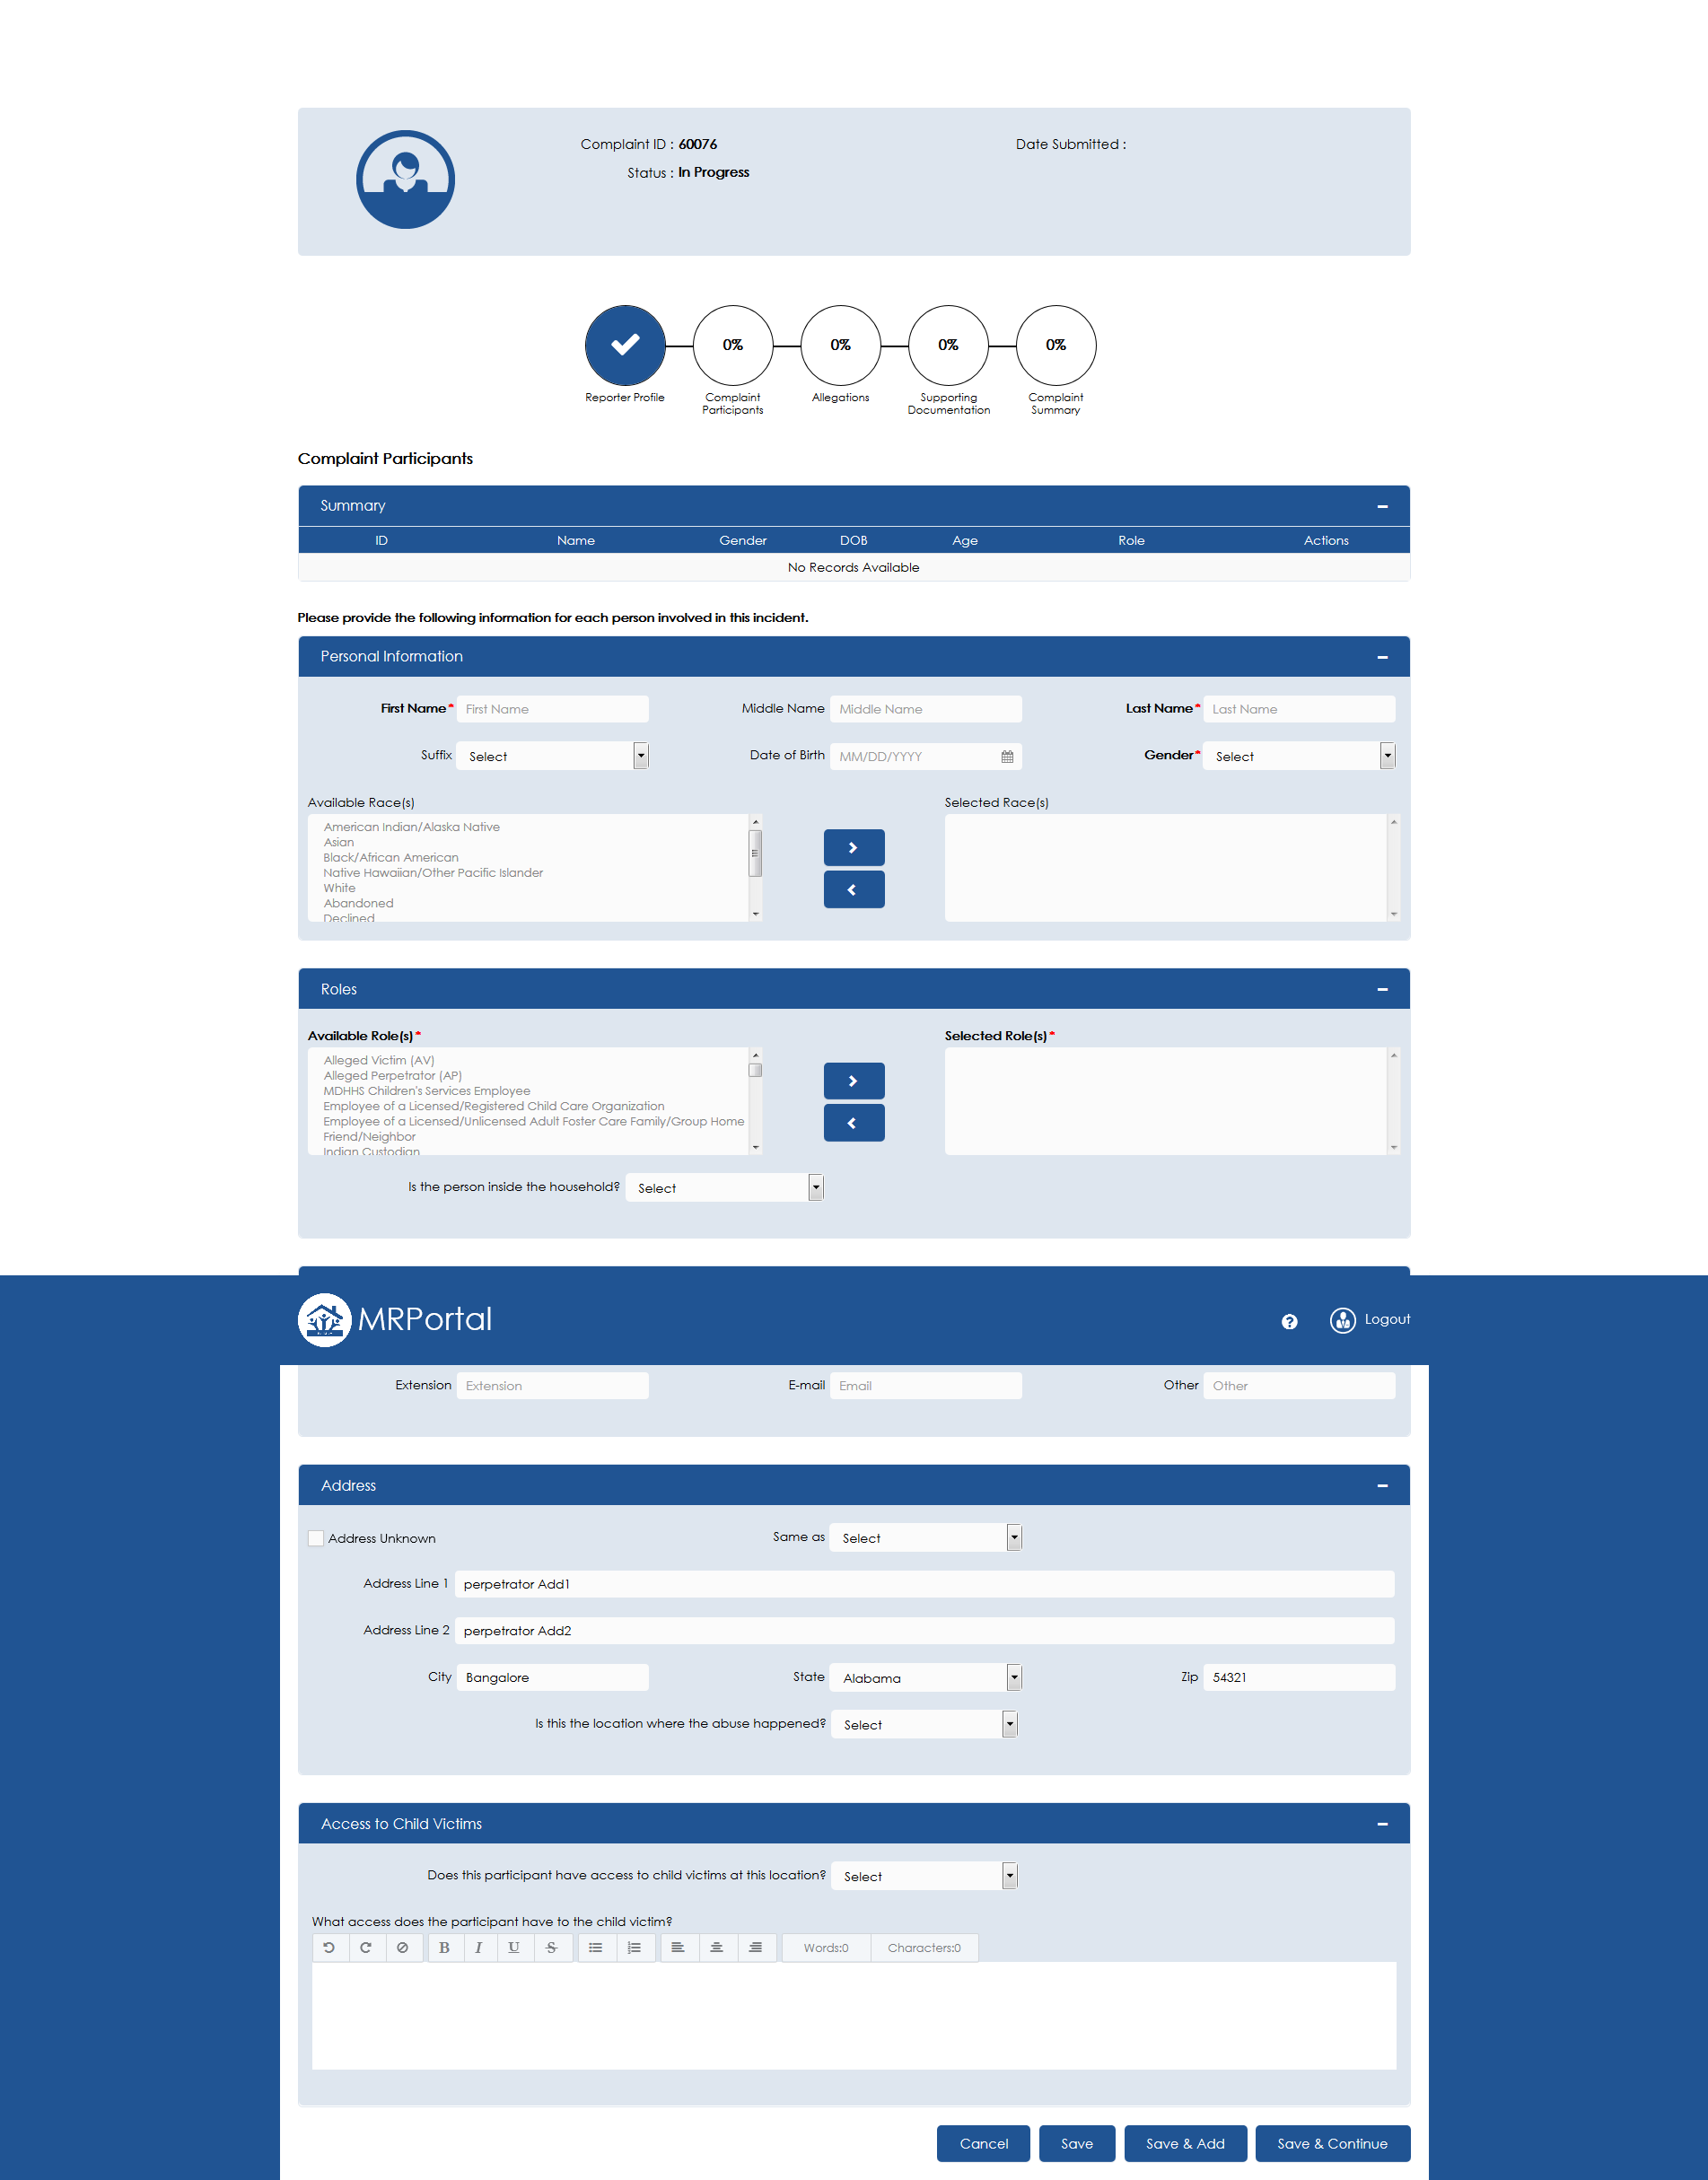 Complaint ID : 60076 Date Submitted :
Status : In Progress
0% 0% 0% 0%
Reporter Profile Complaint Participants Allegations Supporting Documentation Complaint Summary
Complaint Participants
Summary
ID Name Gender DOB Age Role Actions
No Records Available
Please provide the following information for each person involved in this incident.
Personal Information
First Name* First Name Middle Name Middle Name Last Name* Last Name
Suffix Select Date of Birth MM/DD/YYYY Gender* Select
Available Race(s) Selected Race(s)
American Indian/Alaska Native
Asian
Black/African American
Native Hawaiian/Other Pacific Islander
White
Abandoned
Declined
Roles
Available Role(s)* Selected Role(s)*
Alleged Victim (AV)
Alleged Perpetrator (AP)
MDHHS Children's Services Employee
Employee of a Licensed/Registered Child Care Organization
Employee of a Licensed/Unlicensed Adult Foster Care Family/Group Home
Friend/Neighbor
Indian Custodian
Is the person inside the household? Select
MRPortal ? Logout
Extension Extension E-mail Email Other Other
Address
Address Unknown Same as Select
Address Line 1 perpetrator Add1
Address Line 2 perpetrator Add2
City Bangalore State Alabama Zip 54321
Is this the location where the abuse happened? Select
Access to Child Victims
Does this participant have access to child victims at this location? Select
What access does the participant have to the child victim?
B I U S Words:0 Characters:0
Cancel Save Save & Add Save & Continue